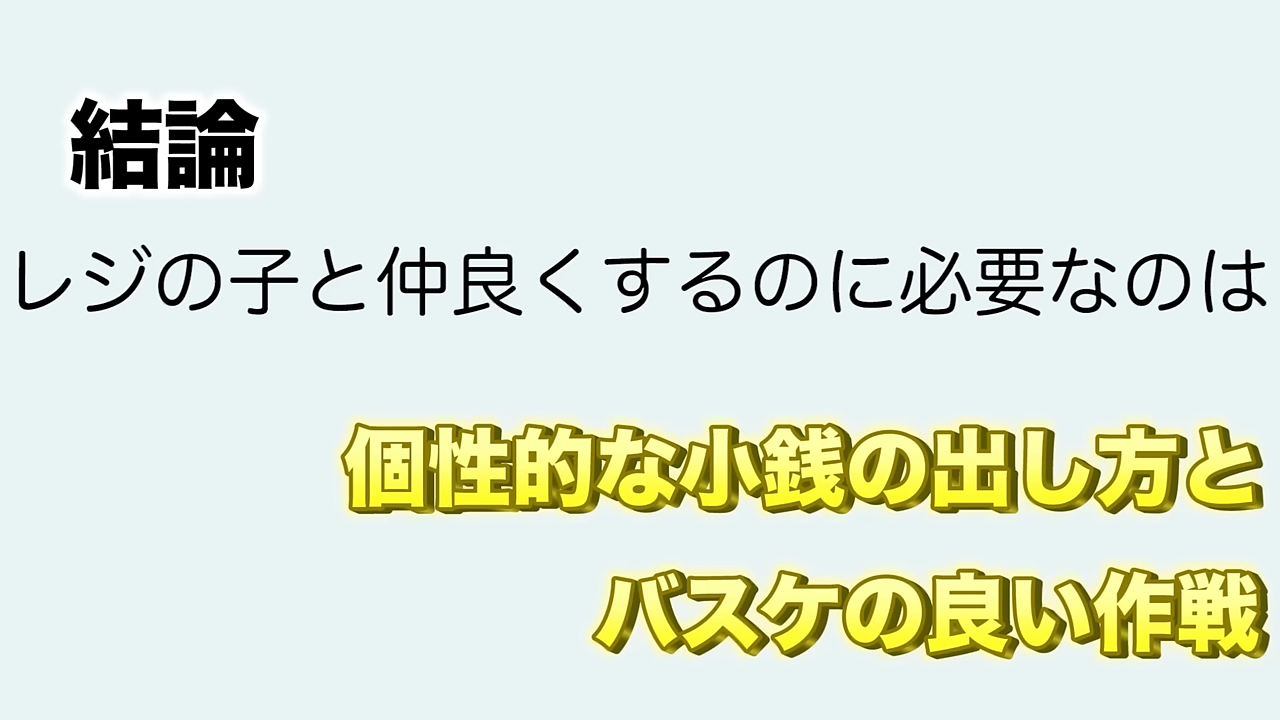 結論
レジの子と仲良くするのに必要なのは
個性的な小銭の出し方と
バスケの良い作戦